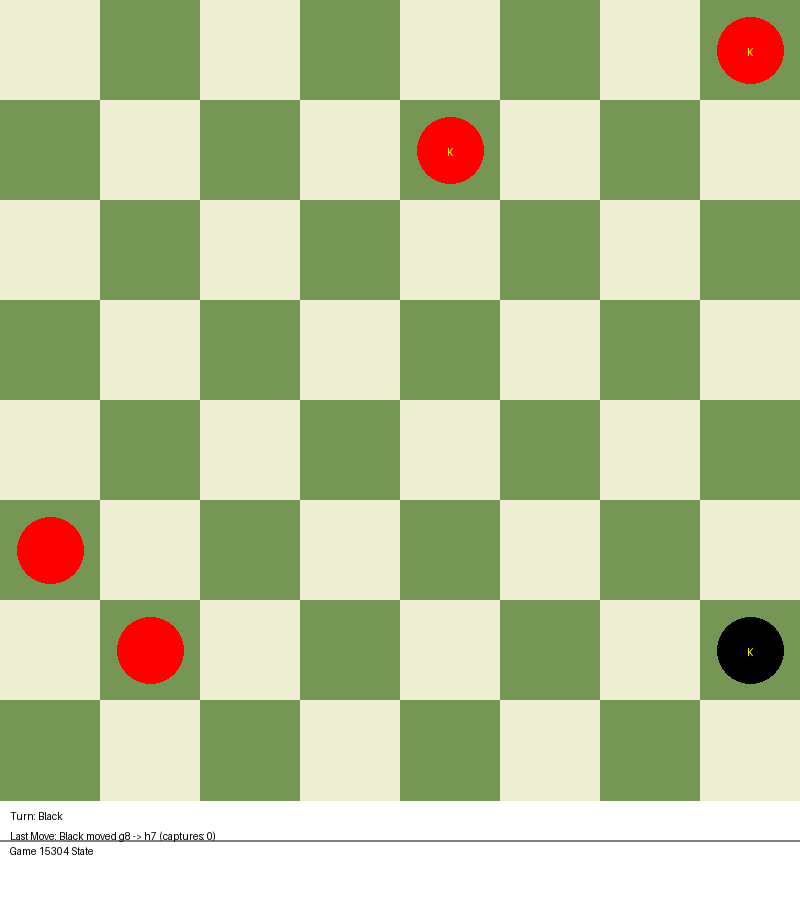 K
K
K
Turn: Black
Last Move: Black moved g8 -> h7 (captures: 0)
Game 15304 State